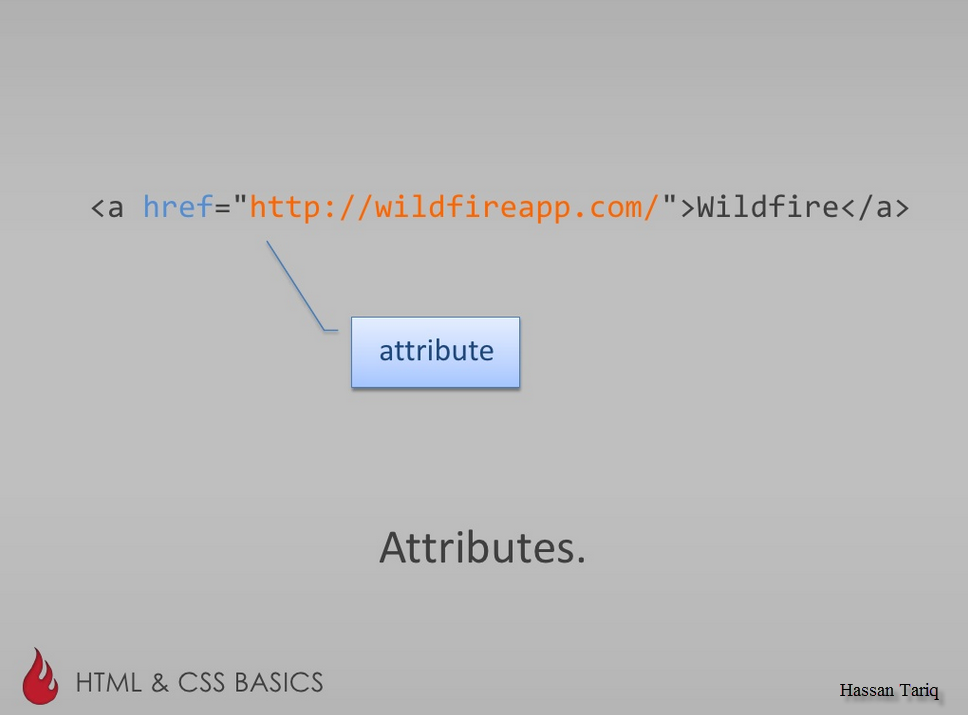 <a href="http://wildfireapp.com/">Wildfire</a>
attribute
Attributes.
HTML & CSS BASICS
Hassan Tariq